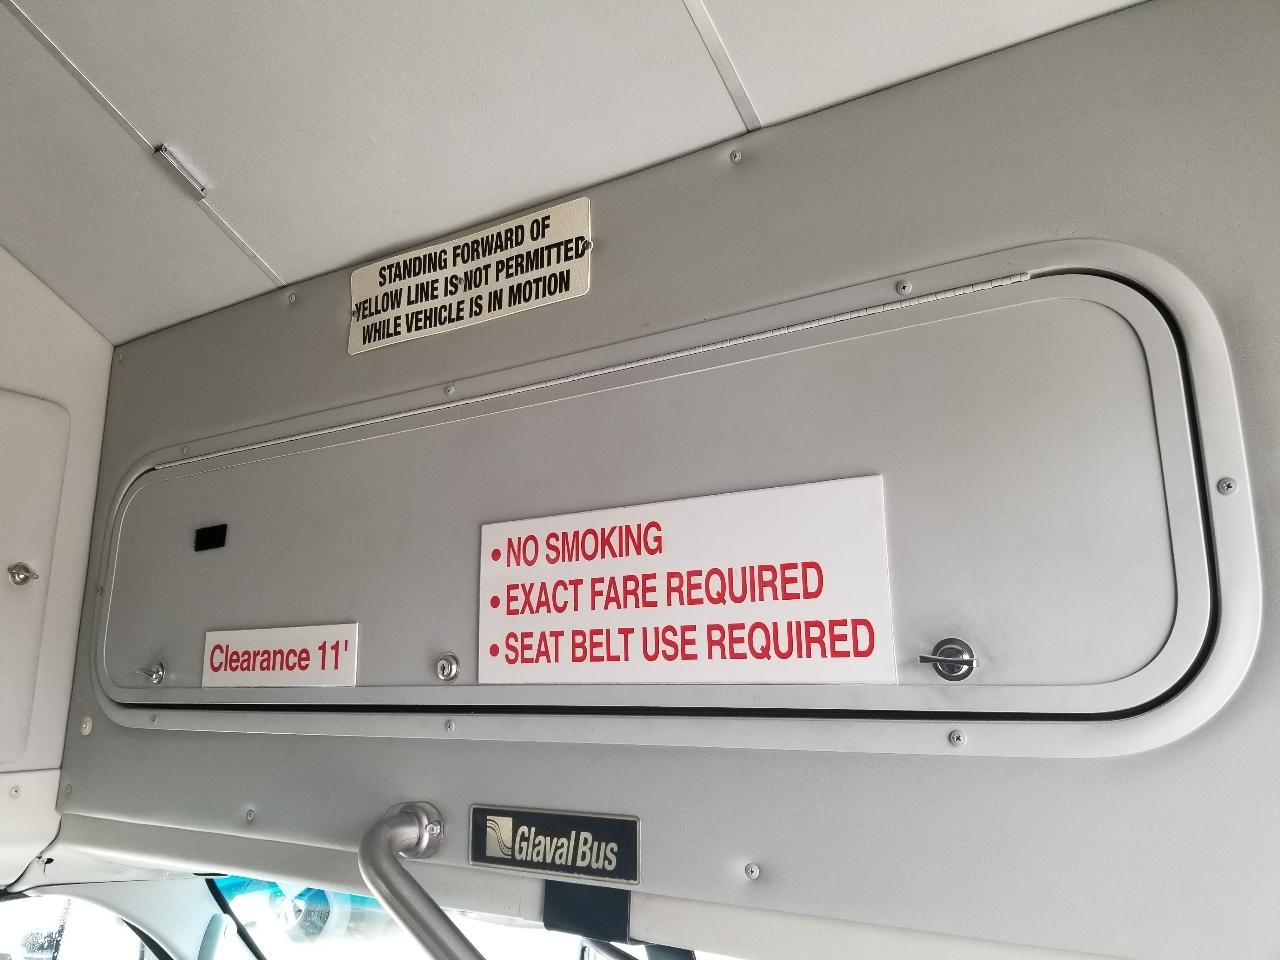 STANDING FORWARD OF
YELLOW LINE IS NOT PERMITTED
WHILE VEHICLE IS IN MOTION
• NO SMOKING
• EXACT FARE REQUIRED
• SEAT BELT USE REQUIRED
Clearance 11'
Glaval Bus